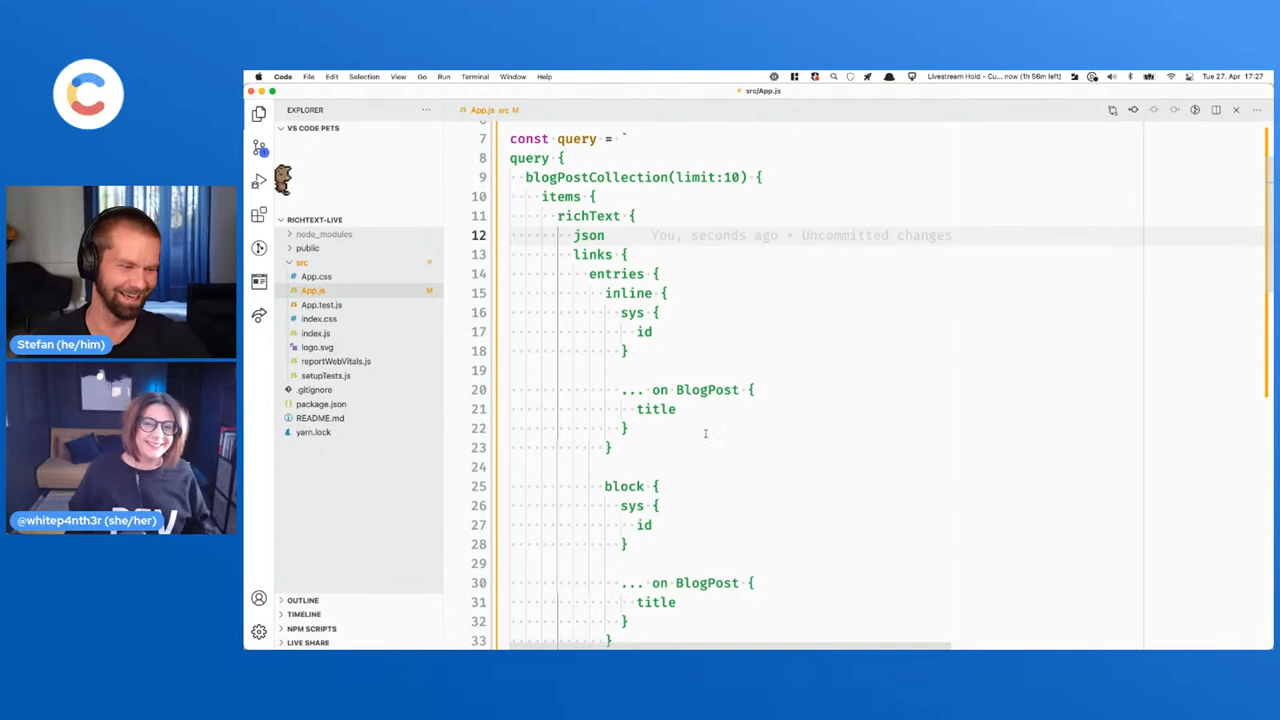 Code File Edit Selection View Go Run Terminal Window Help
Livestream Hold - Cu... now (1h 56m left) Tue 27. Apr 17:27
src/App.js
EXPLORER
VS CODE PETS
RICHTEXT-LIVE
node_modules
public
src
App.css
App.js M
App.test.js
index.css
index.js
logo.svg
reportWebVitals.js
setupTests.js
.gitignore
package.json
README.md
yarn.lock
OUTLINE
TIMELINE
NPM SCRIPTS
LIVE SHARE
App.js src M
7 const query = `
8 query {
9 blogPostCollection(limit:10) {
10 items {
11 richText {
12 json You, seconds ago • Uncommitted changes
13 links {
14 entries {
15 inline {
16 sys {
17 id
18 }
19
20 ... on BlogPost {
21 title
22 }
23 }
24
25 block {
26 sys {
27 id
28 }
29
30 ... on BlogPost {
31 title
32 }
33 }
Stefan (he/him)
@whitep4nth3r (she/her)